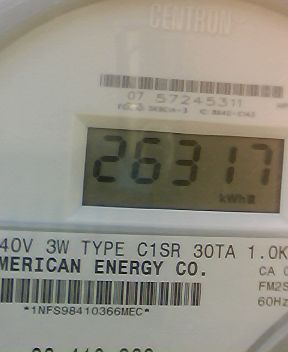 CENTRON
07 57245311
26317
kWh
40V 3W TYPE C1SR 30TA 1.0K
MERICAN ENERGY CO.
CA 0
FM2S
60Hz
*1NFS98410366MEC*